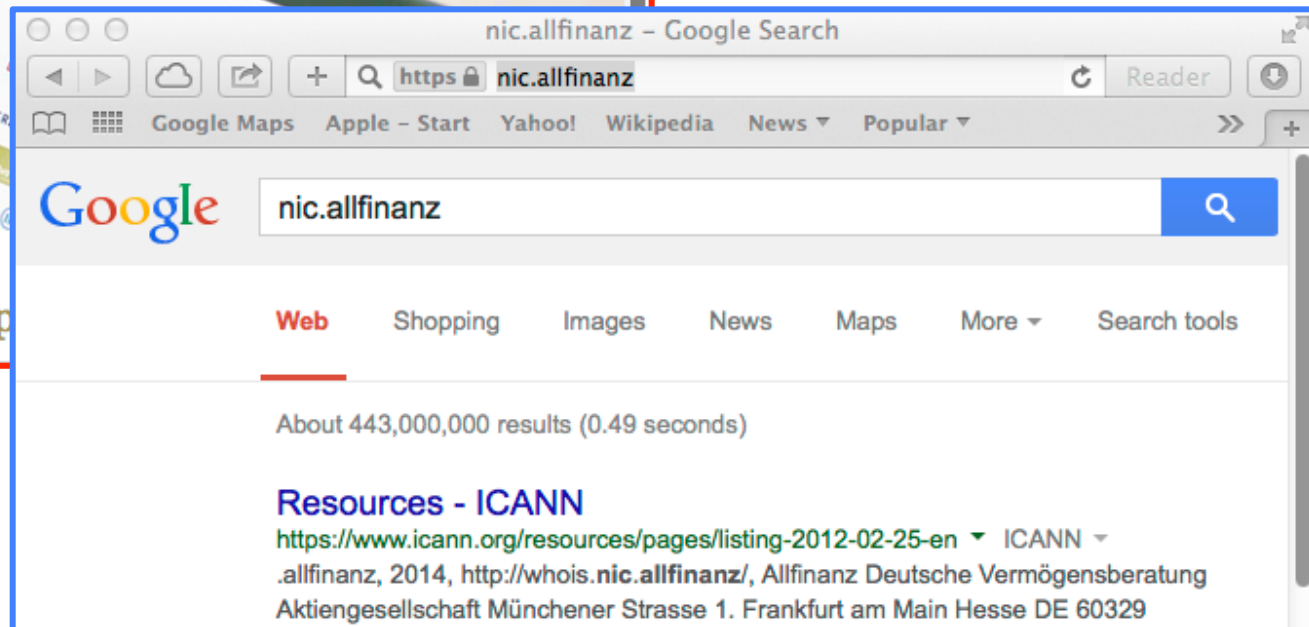 nic.allfinanz – Google Search
https nic.allfinanz Reader
Google Maps Apple – Start Yahoo! Wikipedia News Popular
Google nic.allfinanz
Web Shopping Images News Maps More Search tools
About 443,000,000 results (0.49 seconds)
Resources - ICANN
https://www.icann.org/resources/pages/listing-2012-02-25-en ICANN
.allfinanz, 2014, http://whois.nic.allfinanz/, Allfinanz Deutsche Vermögensberatung
Aktiengesellschaft Münchener Strasse 1. Frankfurt am Main Hesse DE 60329